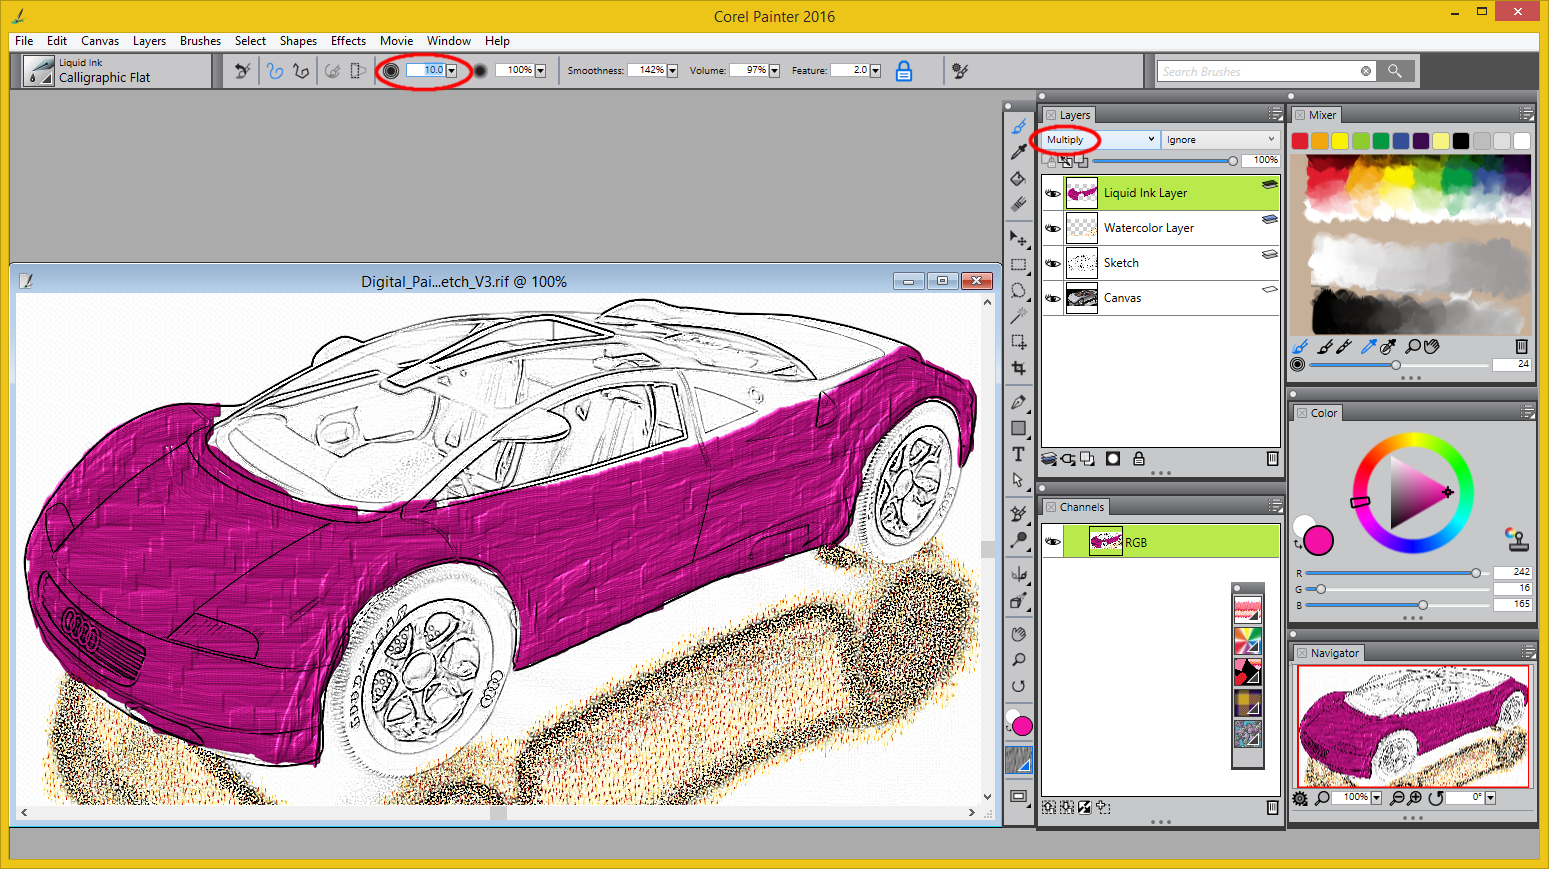 Corel Painter 2016
File Edit Canvas Layers Brushes Select Shapes Effects Movie Window Help
Liquid Ink
Calligraphic Flat
10.0 100% Smoothness: 142% Volume: 97% Feature: 2.0
Search Brushes
Layers
Multiply Ignore
100%
Liquid Ink Layer
Watercolor Layer
Sketch
Canvas
Channels
RGB
Mixer
24
Color
R 242
G 16
B 165
Navigator
100% 0°
Digital_Pai...etch_V3.rif @ 100%